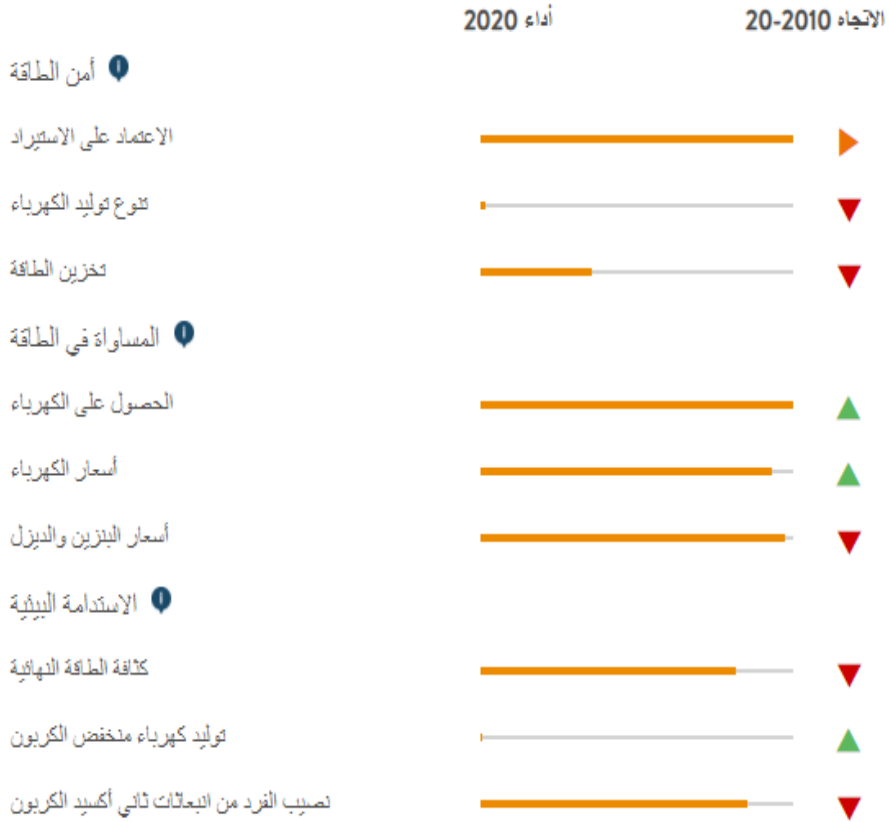 أداء 2020
الاتجاه 2010-20
أمن الطاقة
الاعتماد على الاستيراد
تنوع توليد الكهرباء
تخزين الطاقة
المساواة في الطاقة
الحصول على الكهرباء
أسعار الكهرباء
أسعار البنزين والديزل
الاستدامة البيئية
كثافة الطاقة النهائية
توليد كهرباء منخفض الكربون
نصيب الفرد من انبعاثات ثاني أكسيد الكربون